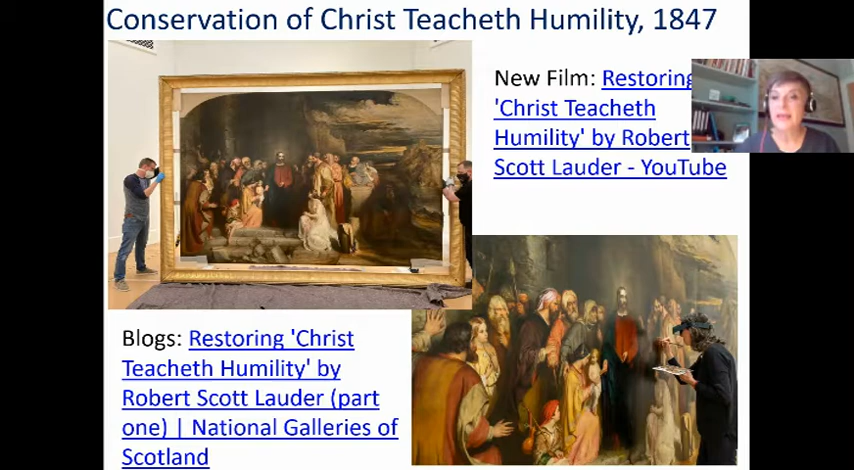 Conservation of Christ Teacheth Humility, 1847
New Film: Restoring
'Christ Teacheth
Humility' by Robert
Scott Lauder - YouTube
Blogs: Restoring 'Christ
Teacheth Humility' by
Robert Scott Lauder (part
one) | National Galleries of
Scotland